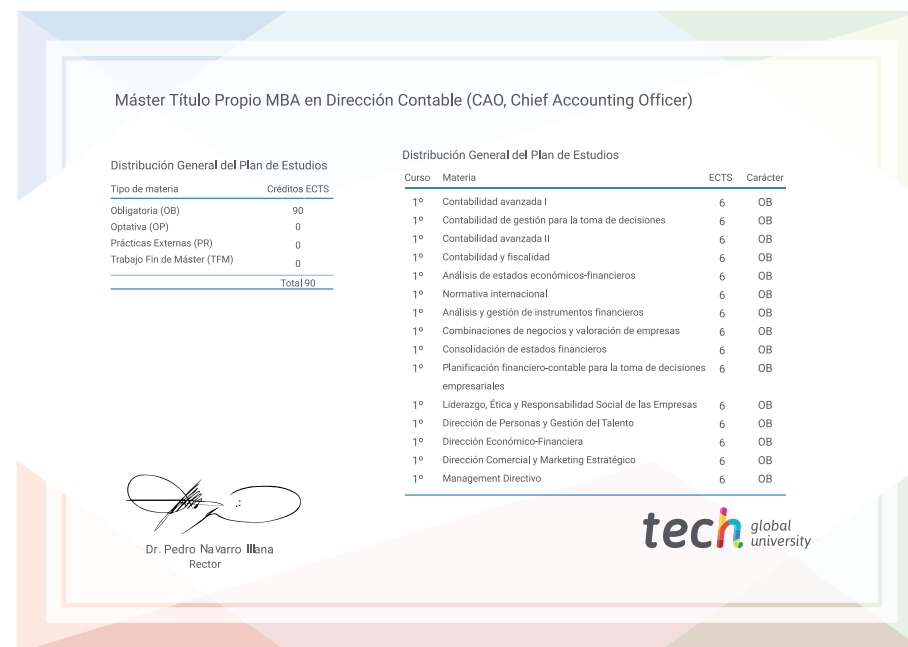 Máster Título Propio MBA en Dirección Contable (CAO, Chief Accounting Officer)
Distribución General del Plan de Estudios
Tipo de materia Créditos ECTS
Obligatoria (OB) 90
Optativa (OP) 0
Prácticas Externas (PR) 0
Trabajo Fin de Máster (TFM) 0
Total 90
Distribución General del Plan de Estudios
Curso Materia ECTS Carácter
1º Contabilidad avanzada I 6 OB
1º Contabilidad de gestión para la toma de decisiones 6 OB
1º Contabilidad avanzada II 6 OB
1º Contabilidad y fiscalidad 6 OB
1º Análisis de estados económicos-financieros 6 OB
1º Normativa internacional 6 OB
1º Análisis y gestión de instrumentos financieros 6 OB
1º Combinaciones de negocios y valoración de empresas 6 OB
1º Consolidación de estados financieros 6 OB
1º Planificación financiero-contable para la toma de decisiones 6 OB
empresariales
1º Liderazgo, Ética y Responsabilidad Social de las Empresas 6 OB
1º Dirección de Personas y Gestión del Talento 6 OB
1º Dirección Económico-Financiera 6 OB
1º Dirección Comercial y Marketing Estratégico 6 OB
1º Management Directivo 6 OB
Dr. Pedro Navarro Illana
Rector
tech global
university